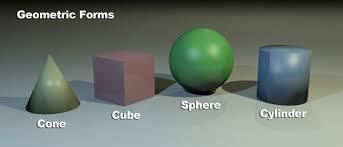 Geometric Forms
Cone
Cube
Sphere
Cylinder